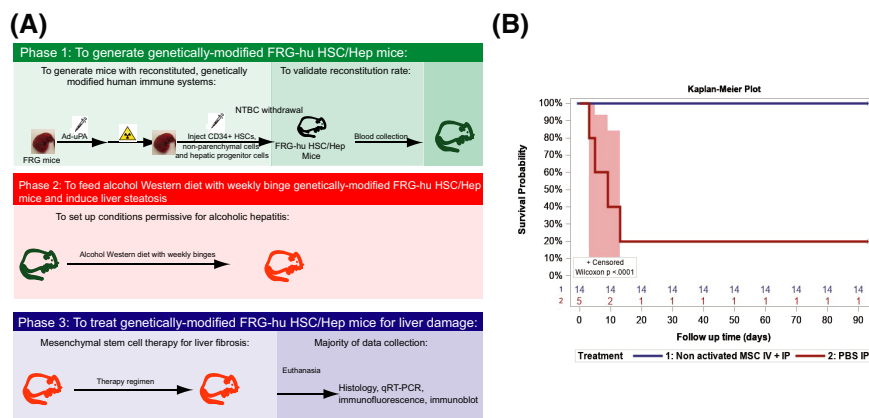 (A)
Phase 1: To generate genetically-modified FRG-hu HSC/Hep mice:
To generate mice with reconstituted, genetically
modified human immune systems:
To validate reconstitution rate:
NTBC withdrawal
Ad-uPA
FRG mice
Inject CD34+ HSCs,
non-parenchymal cells
and hepatic progenitor cells
FRG-hu HSC/Hep
Mice
Blood collection
Phase 2: To feed alcohol Western diet with weekly binge genetically-modified FRG-hu HSC/Hep
mice and induce liver steatosis
To set up conditions permissive for alcoholic hepatitis:
Alcohol Western diet with weekly binges
Phase 3: To treat genetically-modified FRG-hu HSC/Hep mice for liver damage:
Mesenchymal stem cell therapy for liver fibrosis:
Majority of data collection:
Therapy regimen
Euthanasia
Histology, qRT-PCR,
immunofluorescence, immunoblot
(B)
Kaplan-Meier Plot
Survival Probability
100%
90%
80%
70%
60%
50%
40%
30%
20%
10%
0%
+ Censored
Wilcoxon p <.0001
1 14 14 14 14 14 14 14 14 14 14
2 5 2 1 1 1 1 1 1 1 1
0 10 20 30 40 50 60 70 80 90
Follow up time (days)
Treatment 1: Non activated MSC IV + IP 2: PBS IP